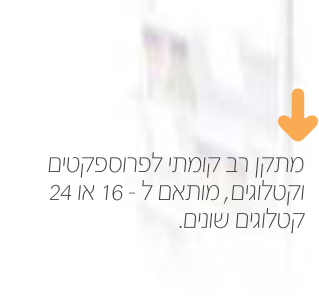 מתקן רב קומתי לפרוספקטים
וקטלוגים, מותאם ל - 16 או 24
קטלוגים שונים.